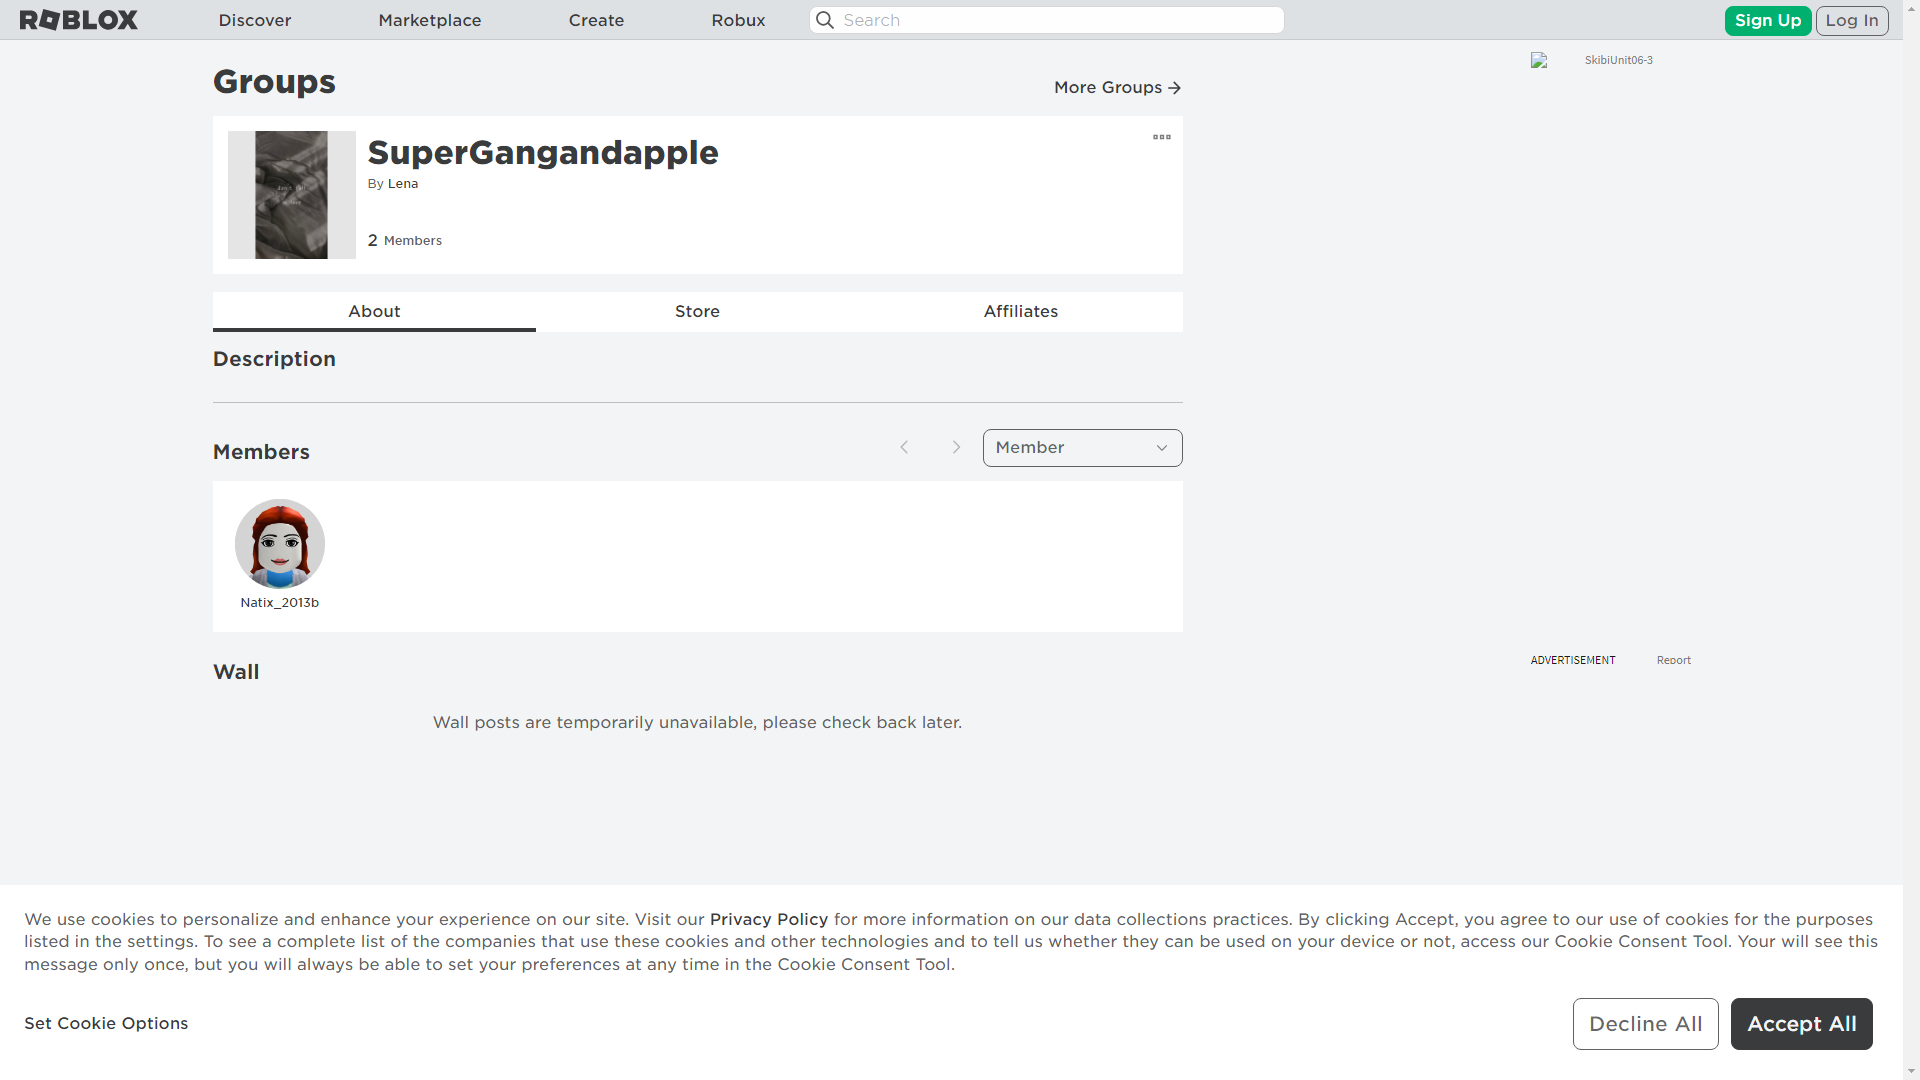 ROBLOX
Discover
Marketplace
Create
Robux
Search
Sign Up
Log In
Groups
More Groups
SkibiUnit06-3
SuperGangandapple
By Lena
2 Members
About
Store
Affiliates
Description
Members
Member
Natix_2013b
Wall
ADVERTISEMENT
Report
Wall posts are temporarily unavailable, please check back later.
We use cookies to personalize and enhance your experience on our site. Visit our Privacy Policy for more information on our data collections practices. By clicking Accept, you agree to our use of cookies for the purposes
listed in the settings. To see a complete list of the companies that use these cookies and other technologies and to tell us whether they can be used on your device or not, access our Cookie Consent Tool. Your will see this
message only once, but you will always be able to set your preferences at any time in the Cookie Consent Tool.
Set Cookie Options
Decline All
Accept All